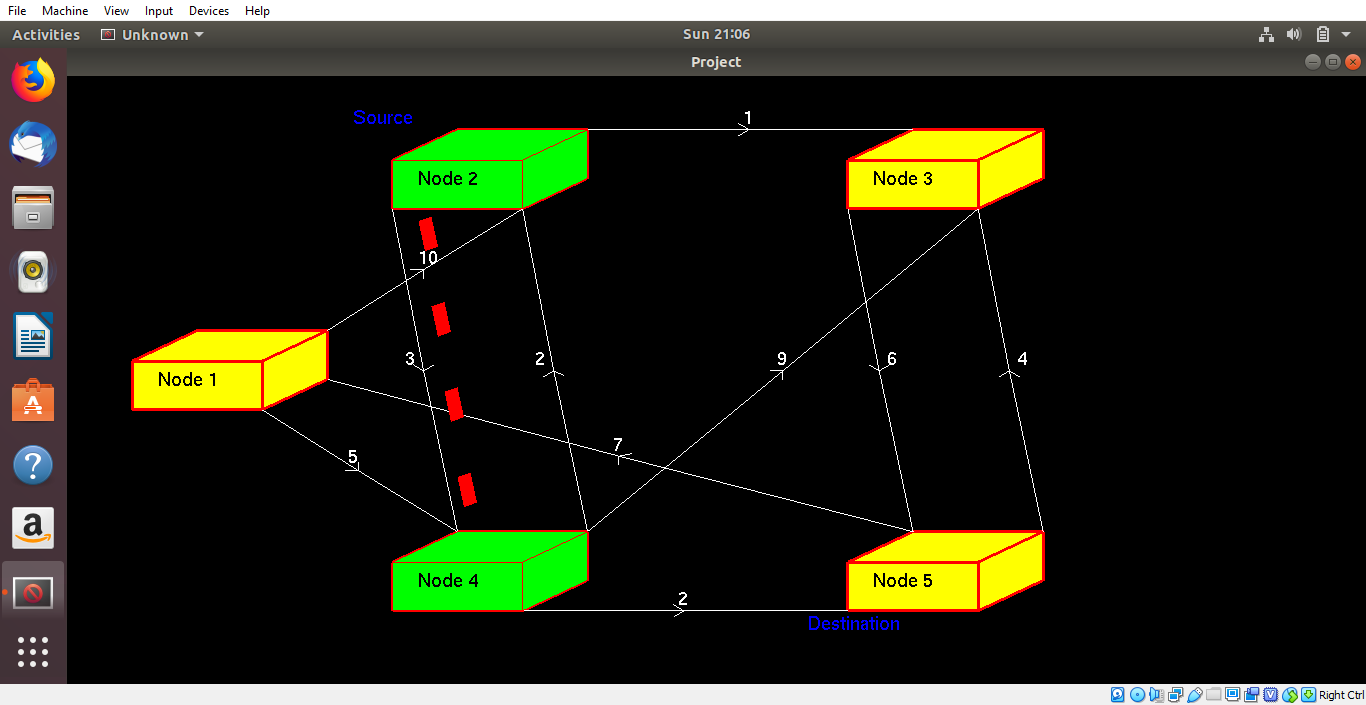 File Machine View Input Devices Help
Activities Unknown Sun 21:06
Project
Source
1
Node 2
Node 3
10
3
2
9
6
4
Node 1
7
5
Node 4
Node 5
2
Destination
Right Ctrl